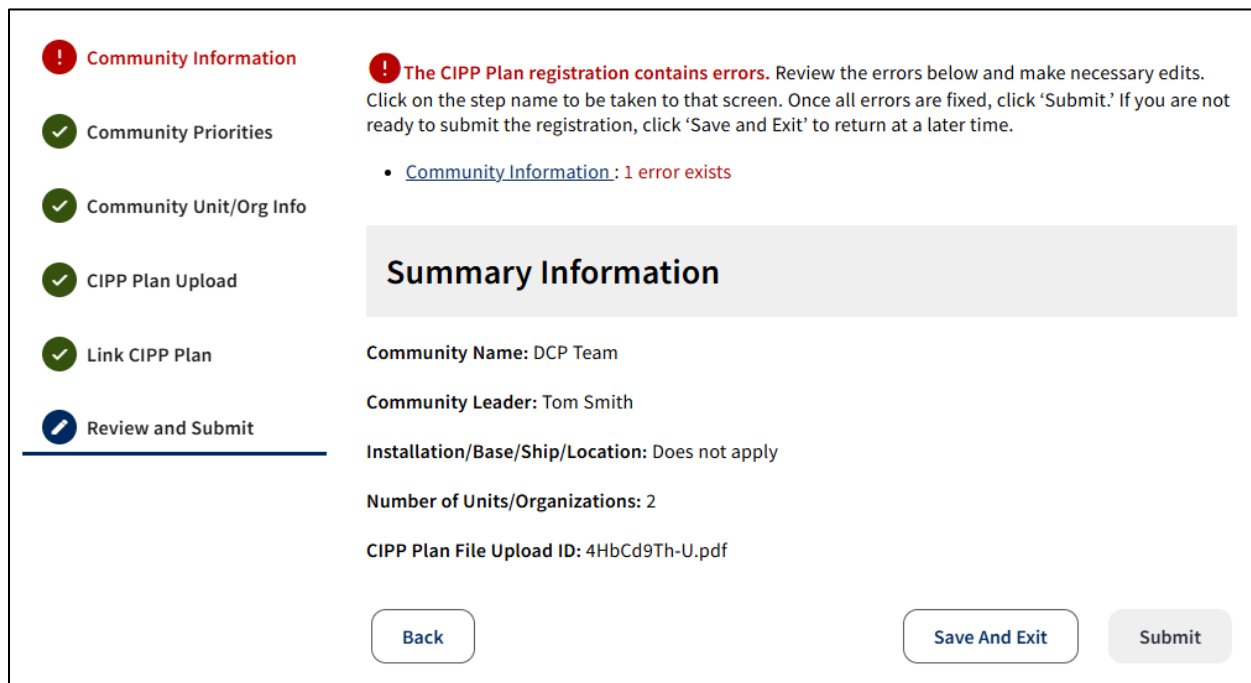 Community Information
Community Priorities
Community Unit/Org Info
CIPP Plan Upload
Link CIPP Plan
Review and Submit
The CIPP Plan registration contains errors. Review the errors below and make necessary edits.
Click on the step name to be taken to that screen. Once all errors are fixed, click ‘Submit.’ If you are not
ready to submit the registration, click ‘Save and Exit’ to return at a later time.
• Community Information : 1 error exists
Summary Information
Community Name: DCP Team
Community Leader: Tom Smith
Installation/Base/Ship/Location: Does not apply
Number of Units/Organizations: 2
CIPP Plan File Upload ID: 4HbCd9Th-U.pdf
Back
Save And Exit
Submit